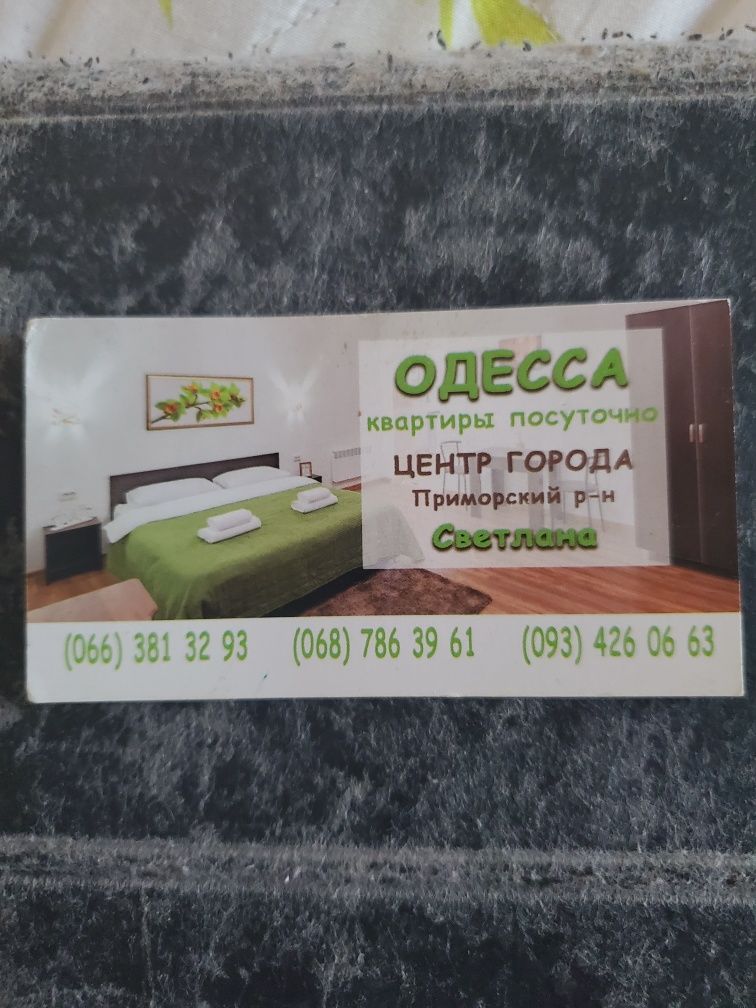 ОДЕССА
квартиры посуточно
ЦЕНТР ГОРОДА
Приморский р-н
Светлана
(066) 381 32 93 (068) 786 39 61 (093) 426 06 63